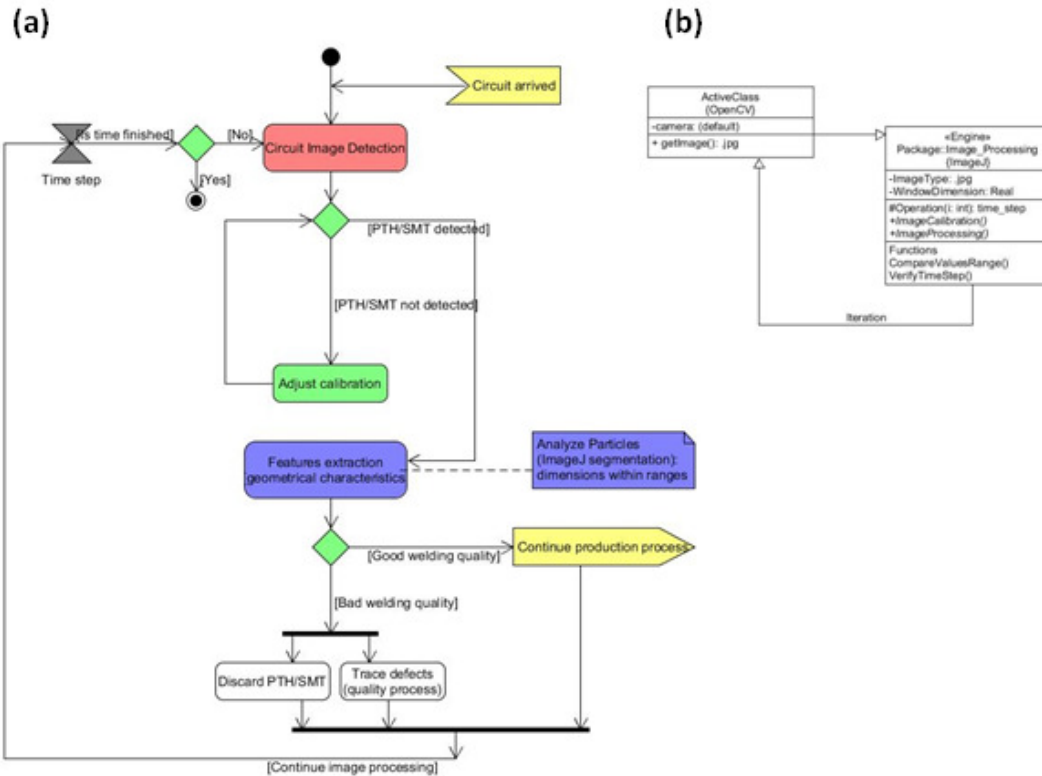 (a)
Circuit arrived
[Is time finished]
[No]
Circuit Image Detection
Time step
[Yes]
[PTH/SMT detected]
[PTH/SMT not detected]
Adjust calibration
Features extraction
geometrical characteristics
Analyze Particles
(ImageJ segmentation):
dimensions within ranges
[Good welding quality]
Continue production process
[Bad welding quality]
Discard PTH/SMT
Trace defects
(quality process)
[Continue image processing]
(b)
ActiveClass
{OpenCV}
-camera: (default)
+ getImage(): .jpg
«Engine»
Package::Image_Processing
{ImageJ}
-ImageType: .jpg
-WindowDimension: Real
#Operation(i: int): time_step
+ImageCalibration()
+ImageProcessing()
Functions
CompareValuesRange()
VerifyTimeStep()
Iteration